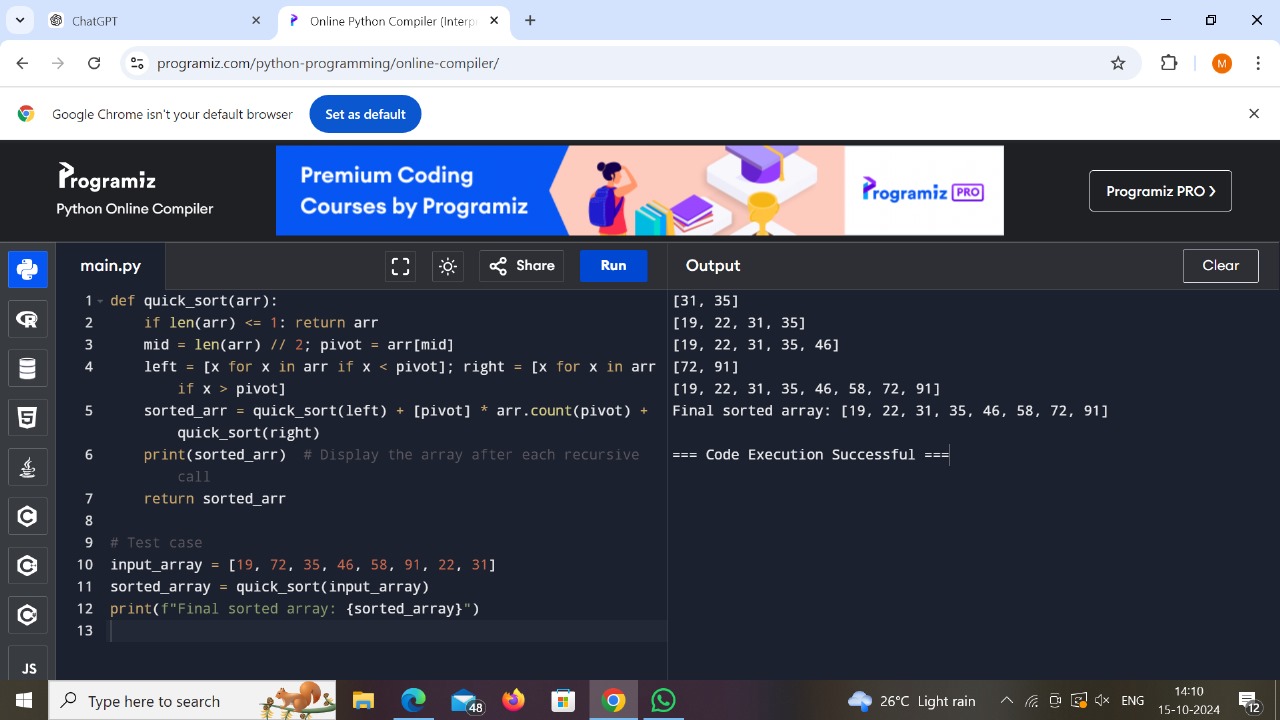 ChatGPT
Online Python Compiler (Interp
programiz.com/python-programming/online-compiler/
M
Google Chrome isn't your default browser
Set as default
Programiz
Python Online Compiler
Premium Coding
Courses by Programiz
Programiz PRO
Programiz PRO
main.py
Share
Run
Output
Clear
1 def quick_sort(arr):
2 if len(arr) <= 1: return arr
3 mid = len(arr) // 2; pivot = arr[mid]
4 left = [x for x in arr if x < pivot]; right = [x for x in arr
if x > pivot]
5 sorted_arr = quick_sort(left) + [pivot] * arr.count(pivot) +
quick_sort(right)
6 print(sorted_arr)  # Display the array after each recursive
call
7 return sorted_arr
8
9 # Test case
10 input_array = [19, 72, 35, 46, 58, 91, 22, 31]
11 sorted_array = quick_sort(input_array)
12 print(f"Final sorted array: {sorted_array}")
13
[31, 35]
[19, 22, 31, 35]
[19, 22, 31, 35, 46]
[72, 91]
[19, 22, 31, 35, 46, 58, 72, 91]
Final sorted array: [19, 22, 31, 35, 46, 58, 72, 91]
=== Code Execution Successful ===
JS
Type here to search
48
26°C Light rain
ENG
14:10
15-10-2024
12